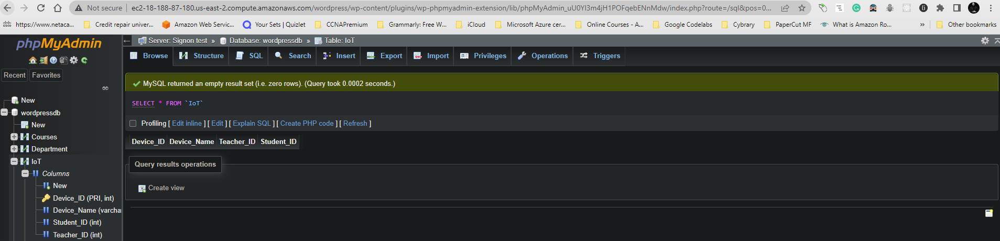 Not secure | ec2-18-188-87-180.us-east-2.compute.amazonaws.com/wordpress/wp-content/plugins/wp-phpmyadmin-extension/lib/phpMyAdmin_uU0YI3m4jH1POFqebENnMdw/index.php?route=/sql&pos=0...
https://www.netaca... Credit repair univer... Amazon Web Servic... Your Sets | Quizlet CCNAPremium Grammarly: Free W... iCloud Microsoft Azure cer... Online Courses - A... Google Codelabs Cybrary PaperCut MF What is Amazon Ro... » Other bookmarks
phpMyAdmin
Recent Favorites
New
wordpressdb
New
Courses
Department
IoT
Columns
New
Device_ID (PRI, int)
Device_Name (varcha
Student_ID (int)
Teacher_ID (int)
Server: Signon test » Database: wordpressdb » Table: IoT
Browse Structure SQL Search Insert Export Import Privileges Operations Triggers
MySQL returned an empty result set (i.e. zero rows). (Query took 0.0002 seconds.)
SELECT * FROM `IoT`
Profiling [ Edit inline ] [ Edit ] [ Explain SQL ] [ Create PHP code ] [ Refresh ]
Device_ID Device_Name Teacher_ID Student_ID
Query results operations
Create view